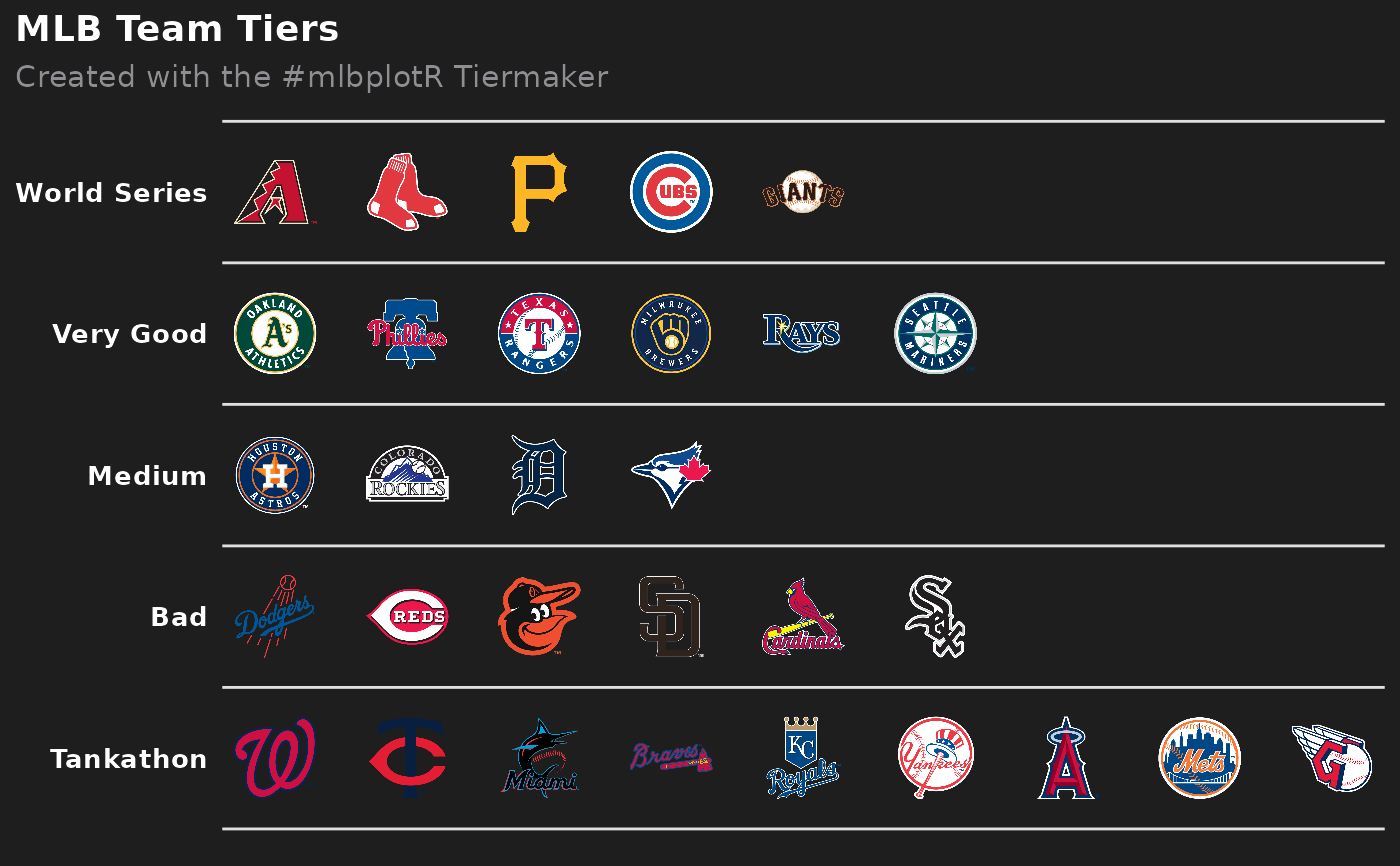 MLB Team Tiers
Created with the #mlbplotR Tiermaker
World Series
A
P
CUBS
GIANTS
Very Good
OAKLAND A's ATHLETICS
Phillies
TEXAS T RANGERS
MILWAUKEE BREWERS
RAYS
SEATTLE MARINERS
Medium
HOUSTON H ASTROS
COLORADO ROCKIES
D
Bad
Dodgers
REDS
SD
Cardinals
Sox
Tankathon
W
TC
Miami
Braves
KC Royals
Yankees
A
Mets
G